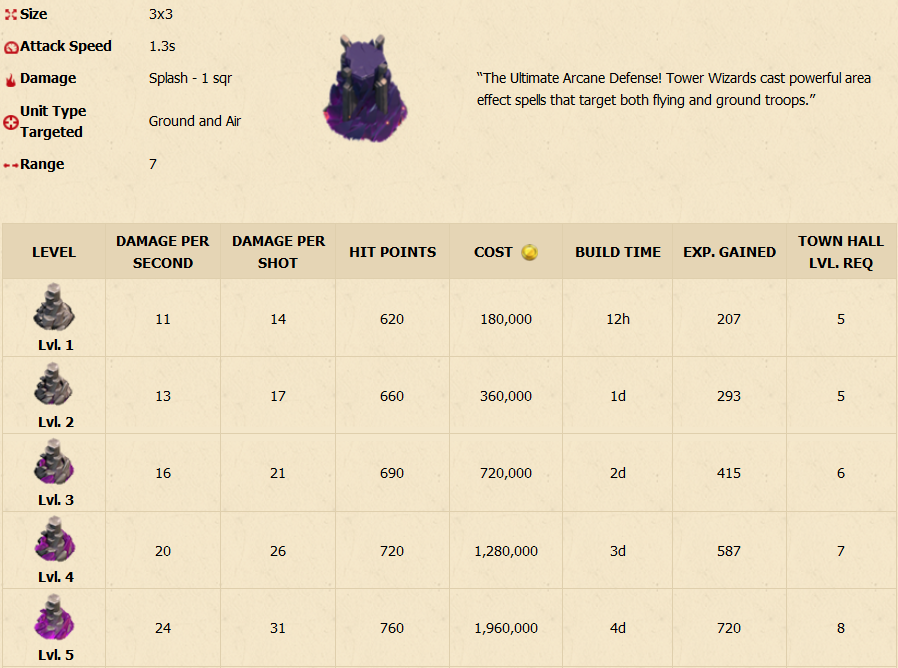 Size 3x3
Attack Speed 1.3s
Damage Splash - 1 sqr
Unit Type
Targeted Ground and Air
Range 7
“The Ultimate Arcane Defense! Tower Wizards cast powerful area
effect spells that target both flying and ground troops.”
LEVEL DAMAGE PER SECOND DAMAGE PER SHOT HIT POINTS COST BUILD TIME EXP. GAINED TOWN HALL LVL. REQ
Lvl. 1 11 14 620 180,000 12h 207 5
Lvl. 2 13 17 660 360,000 1d 293 5
Lvl. 3 16 21 690 720,000 2d 415 6
Lvl. 4 20 26 720 1,280,000 3d 587 7
Lvl. 5 24 31 760 1,960,000 4d 720 8